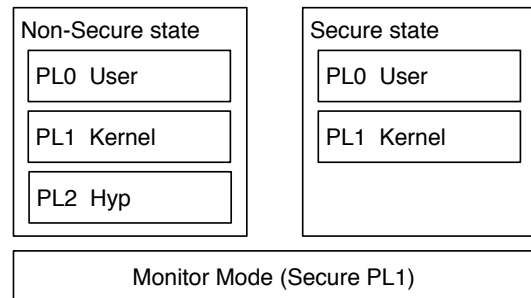 Non-Secure state
PL0 User
PL1 Kernel
PL2 Hyp
Secure state
PL0 User
PL1 Kernel
Monitor Mode (Secure PL1)